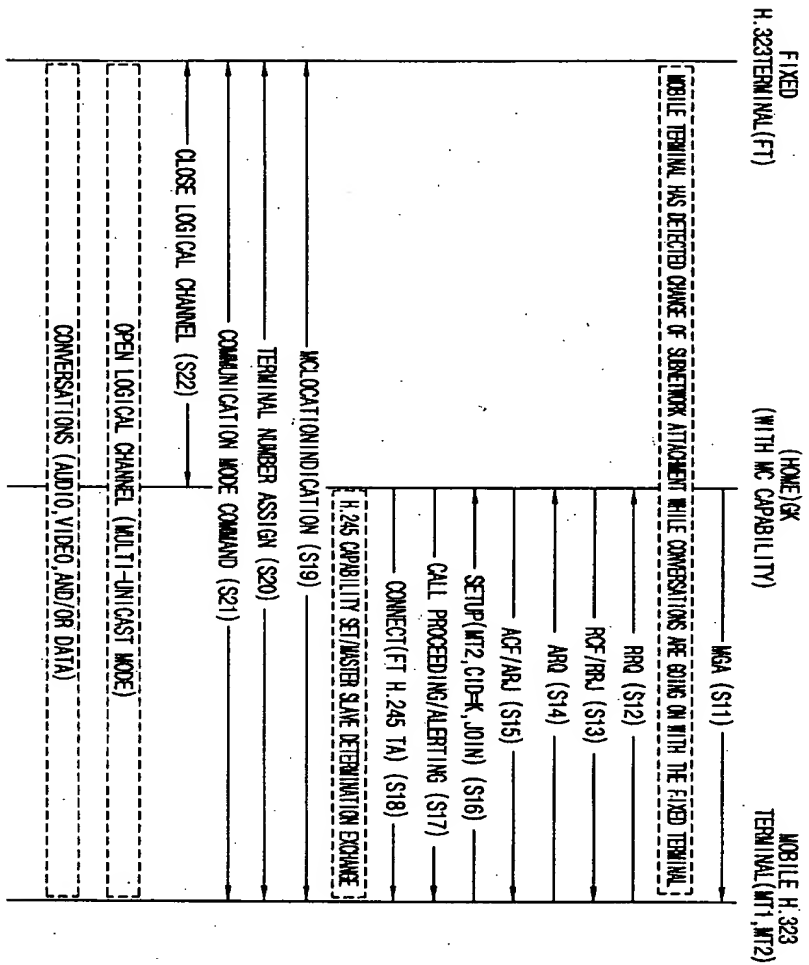 FIXED
H.323TERMINAL(FT)
(HOME)GK
(WITH MC CAPABILITY)
MOBILE H.323
TERMINAL(MT1,MT2)
MGA (S11)
MOBILE TERMINAL HAS DETECTED CHANGE OF SUBNETWORK ATTACHMENT WHILE CONVERSATIONS ARE GOING ON WITH THE FIXED TERMINAL
RRQ (S12)
RCF/RRJ (S13)
ARQ (S14)
ACF/ARJ (S15)
SETUP(MT2,CID=K,JOIN) (S16)
CALL PROCEEDING/ALERTING (S17)
CONNECT(FT H.245 TA) (S18)
H.245 CAPABILITY SET/MASTER SLAVE DETERMINATION EXCHANGE
MCLOCATIONINDICATION (S19)
TERMINAL NUMBER ASSIGN (S20)
COMMUNICATION MODE COMMAND (S21)
CLOSE LOGICAL CHANNEL (S22)
OPEN LOGICAL CHANNEL (MULTI-UNICAST MODE)
CONVERSATIONS (AUDIO,VIDEO,AND/OR DATA)